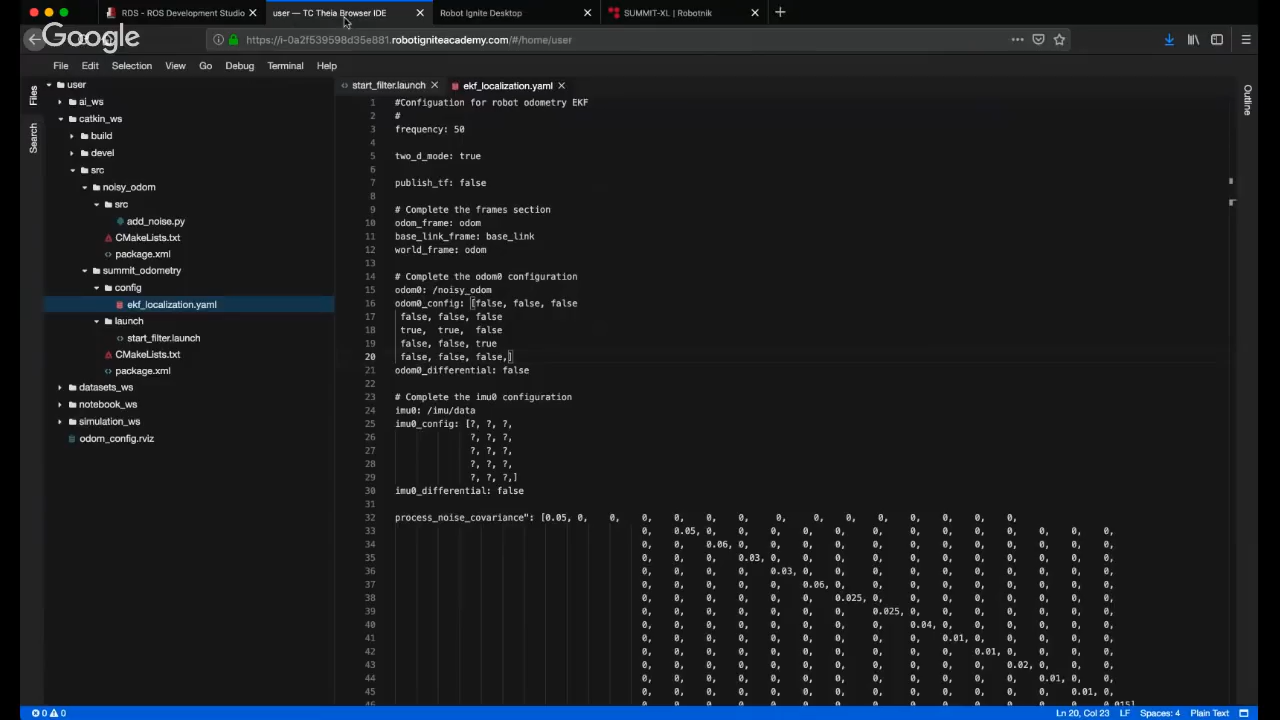 RDS - ROS Development Studio
user — TC Theia Browser IDE
Robot Ignite Desktop
SUMMIT-XL | Robotnik
Google
https://i-0a2f539598d35e881.robotigniteacademy.com/#/home/user
File Edit Selection View Go Debug Terminal Help
Files
Search
Outline
user
ai_ws
catkin_ws
build
devel
src
noisy_odom
src
add_noise.py
CMakeLists.txt
package.xml
summit_odometry
config
ekf_localization.yaml
launch
start_filter.launch
CMakeLists.txt
package.xml
datasets_ws
notebook_ws
simulation_ws
odom_config.rviz
start_filter.launch
ekf_localization.yaml
1 #Configuation for robot odometry EKF
2 #
3 frequency: 50
4
5 two_d_mode: true
6
7 publish_tf: false
8
9 # Complete the frames section
10 odom_frame: odom
11 base_link_frame: base_link
12 world_frame: odom
13
14 # Complete the odom0 configuration
15 odom0: /noisy_odom
16 odom0_config: [false, false, false
17 false, false, false
18 true, true, false
19 false, false, true
20 false, false, false,]
21 odom0_differential: false
22
23 # Complete the imu0 configuration
24 imu0: /imu/data
25 imu0_config: [?, ?, ?,
26 ?, ?, ?,
27 ?, ?, ?,
28 ?, ?, ?,
29 ?, ?, ?,]
30 imu0_differential: false
31
32 process_noise_covariance": [0.05, 0, 0, 0, 0, 0, 0, 0, 0, 0, 0, 0, 0, 0,
33 0, 0.05, 0, 0, 0, 0, 0, 0, 0, 0, 0, 0, 0, 0, 0,
34 0, 0, 0.06, 0, 0, 0, 0, 0, 0, 0, 0, 0, 0, 0, 0,
35 0, 0, 0, 0.03, 0, 0, 0, 0, 0, 0, 0, 0, 0, 0, 0,
36 0, 0, 0, 0, 0.03, 0, 0, 0, 0, 0, 0, 0, 0, 0, 0,
37 0, 0, 0, 0, 0, 0.06, 0, 0, 0, 0, 0, 0, 0, 0, 0,
38 0, 0, 0, 0, 0, 0, 0.025, 0, 0, 0, 0, 0, 0, 0, 0,
39 0, 0, 0, 0, 0, 0, 0, 0.025, 0, 0, 0, 0, 0, 0, 0,
40 0, 0, 0, 0, 0, 0, 0, 0, 0.04, 0, 0, 0, 0, 0, 0,
41 0, 0, 0, 0, 0, 0, 0, 0, 0, 0.01, 0, 0, 0, 0, 0,
42 0, 0, 0, 0, 0, 0, 0, 0, 0, 0, 0.01, 0, 0, 0, 0,
43 0, 0, 0, 0, 0, 0, 0, 0, 0, 0, 0, 0.02, 0, 0, 0,
44 0, 0, 0, 0, 0, 0, 0, 0, 0, 0, 0, 0, 0.01, 0, 0,
45 0, 0, 0, 0, 0, 0, 0, 0, 0, 0, 0, 0, 0, 0.01, 0,
0 0
Ln 20, Col 23 LF Spaces: 4 Plain Text